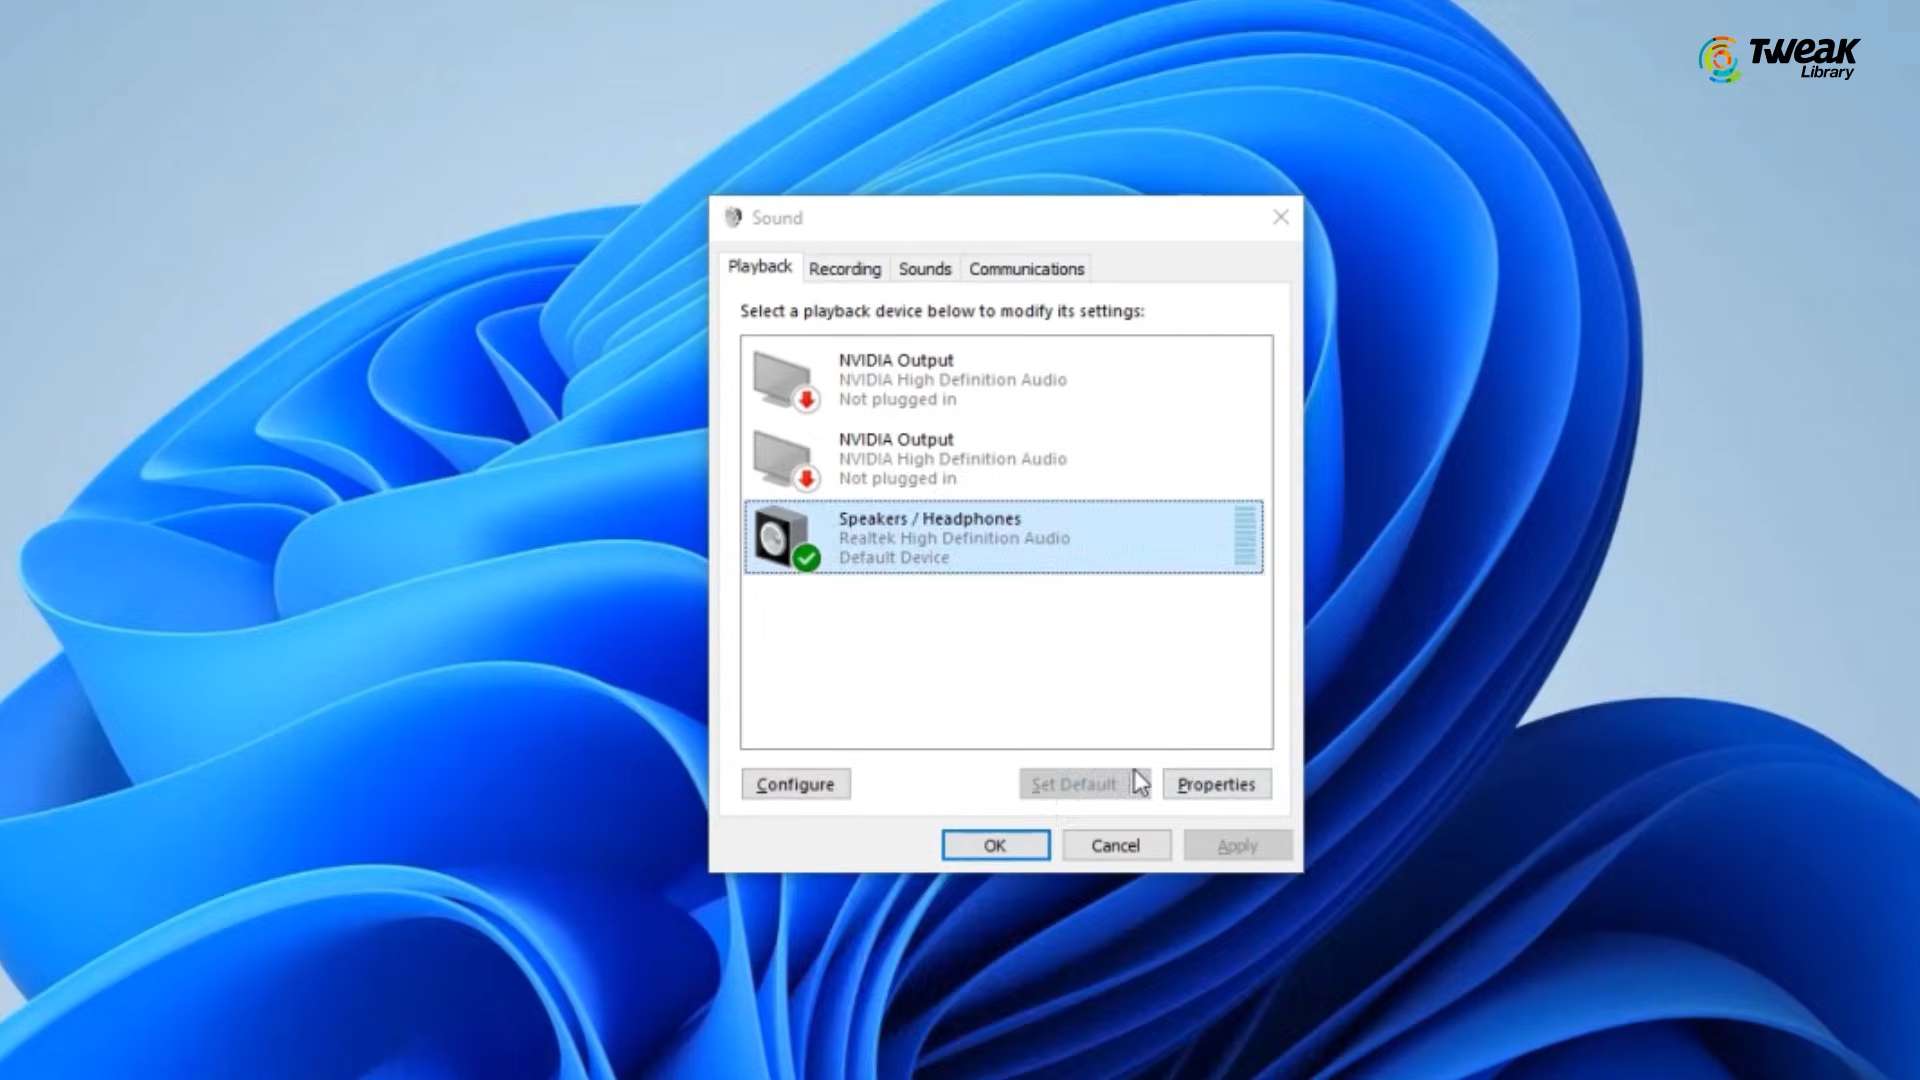 Tweak
Library
Sound
Playback
Recording
Sounds
Communications
Select a playback device below to modify its settings:
NVIDIA Output
NVIDIA High Definition Audio
Not plugged in
NVIDIA Output
NVIDIA High Definition Audio
Not plugged in
Speakers / Headphones
Realtek High Definition Audio
Default Device
Configure
Set Default
Properties
OK
Cancel
Apply